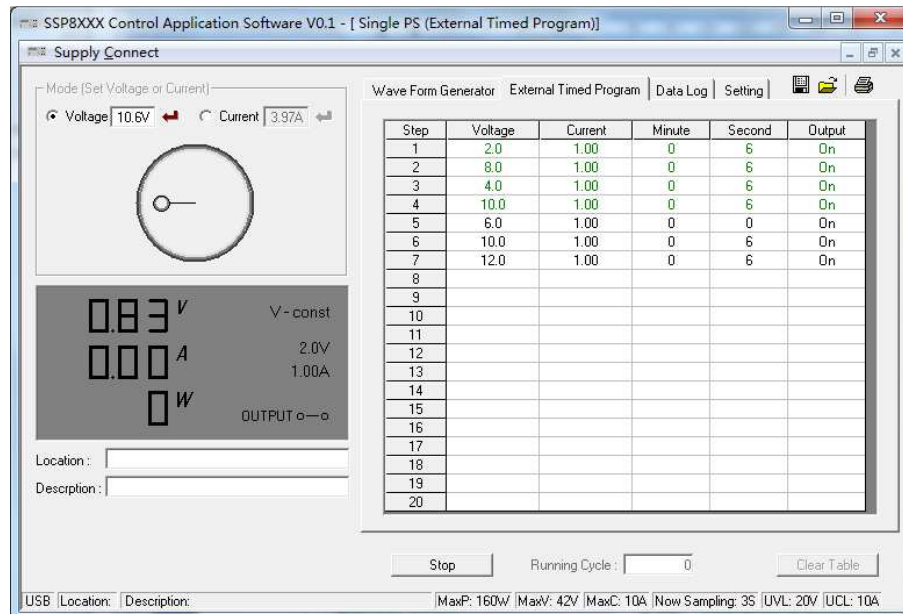 SSP8XXX Control Application Software V0.1 - [ Single PS (External Timed Program)]
Supply Connect
Mode (Set Voltage or Current)
Voltage 10.6V Current 3.97A
0.83 V V-const
0.00 A 2.0V
1.00A
0 W OUTPUT o—o
Location :
Descrption :
Wave Form Generator External Timed Program Data Log Setting
Step Voltage Current Minute Second Output
1 2.0 1.00 0 6 On
2 8.0 1.00 0 6 On
3 4.0 1.00 0 6 On
4 10.0 1.00 0 6 On
5 6.0 1.00 0 0 On
6 10.0 1.00 0 6 On
7 12.0 1.00 0 6 On
8
9
10
11
12
13
14
15
16
17
18
19
20
Stop Running Cycle : 0 Clear Table
USB Location: Description: MaxP: 160W MaxV: 42V MaxC: 10A Now Sampling: 3S UVL: 20V UCL: 10A